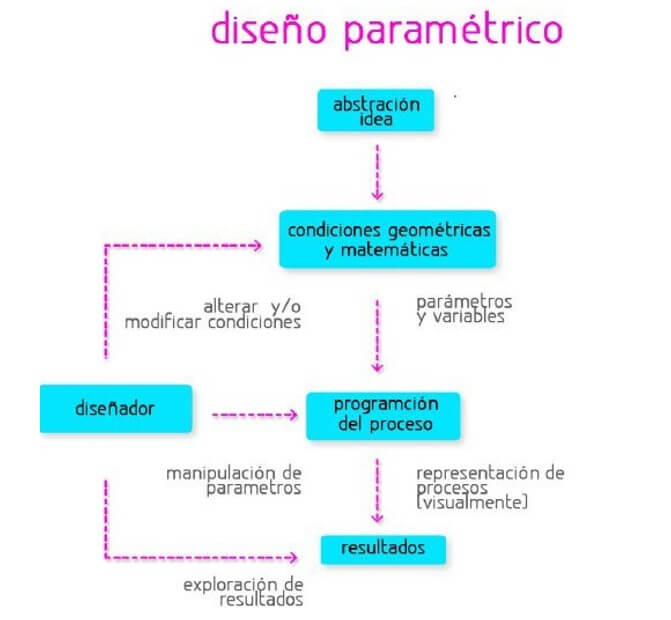 diseño paramétrico
abstración
idea
condiciones geométricas
y matemáticas
alterar y/o
modificar condiciones
parámetros
y variables
diseñador
programción
del proceso
manipulación de
parametros
representación de
procesos
(visualmente)
resultados
exploración de
resultados